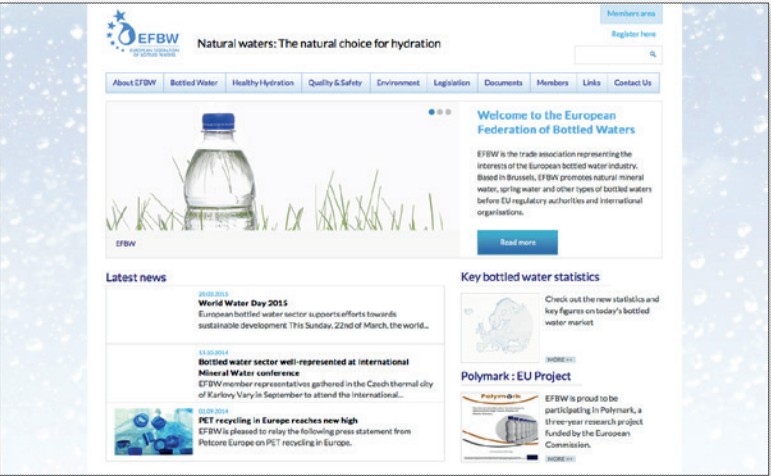 Members area
EFBW
EUROPEAN FEDERATION
OF BOTTLED WATERS
Natural waters: The natural choice for hydration
Register here
About EFBW Bottled Water Healthy Hydration Quality & Safety Environment Legislation Documents Members Links Contact Us
Welcome to the European
Federation of Bottled Waters
EFBW is the trade association representing the
interests of the European bottled water industry.
Based in Brussels, EFBW promotes natural mineral
water, spring water and other types of bottled waters
before EU regulatory authorities and international
organisations.
Read more
EFBW
Latest news
20.03.2015
World Water Day 2015
European bottled water sector supports efforts towards
sustainable development This Sunday, 22nd of March, the world...
13.10.2014
Bottled water sector well-represented at International
Mineral Water conference
EFBW member representatives gathered in the Czech thermal city
of Karlovy Vary in September to attend the International...
02.09.2014
PET recycling in Europe reaches new high
EFBW is pleased to relay the following press statement from
Petcore Europe on PET recycling in Europe.
Key bottled water statistics
Check out the new statistics and
key figures on today's bottled
water market
MORE >>
Polymark : EU Project
Polymark
EFBW is proud to be
participating in Polymark, a
three-year research project
funded by the European
Commission.
MORE >>